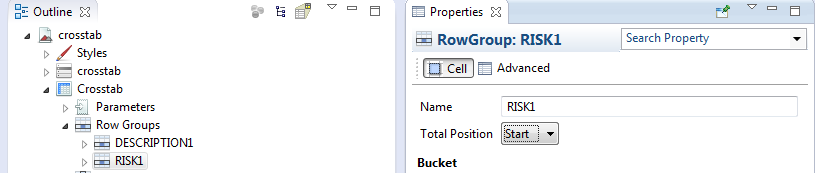 Outline
crosstab
Styles
crosstab
Crosstab
Parameters
Row Groups
DESCRIPTION1
RISK1
Properties
RowGroup: RISK1
Search Property
Cell Advanced
Name RISK1
Total Position Start
Bucket